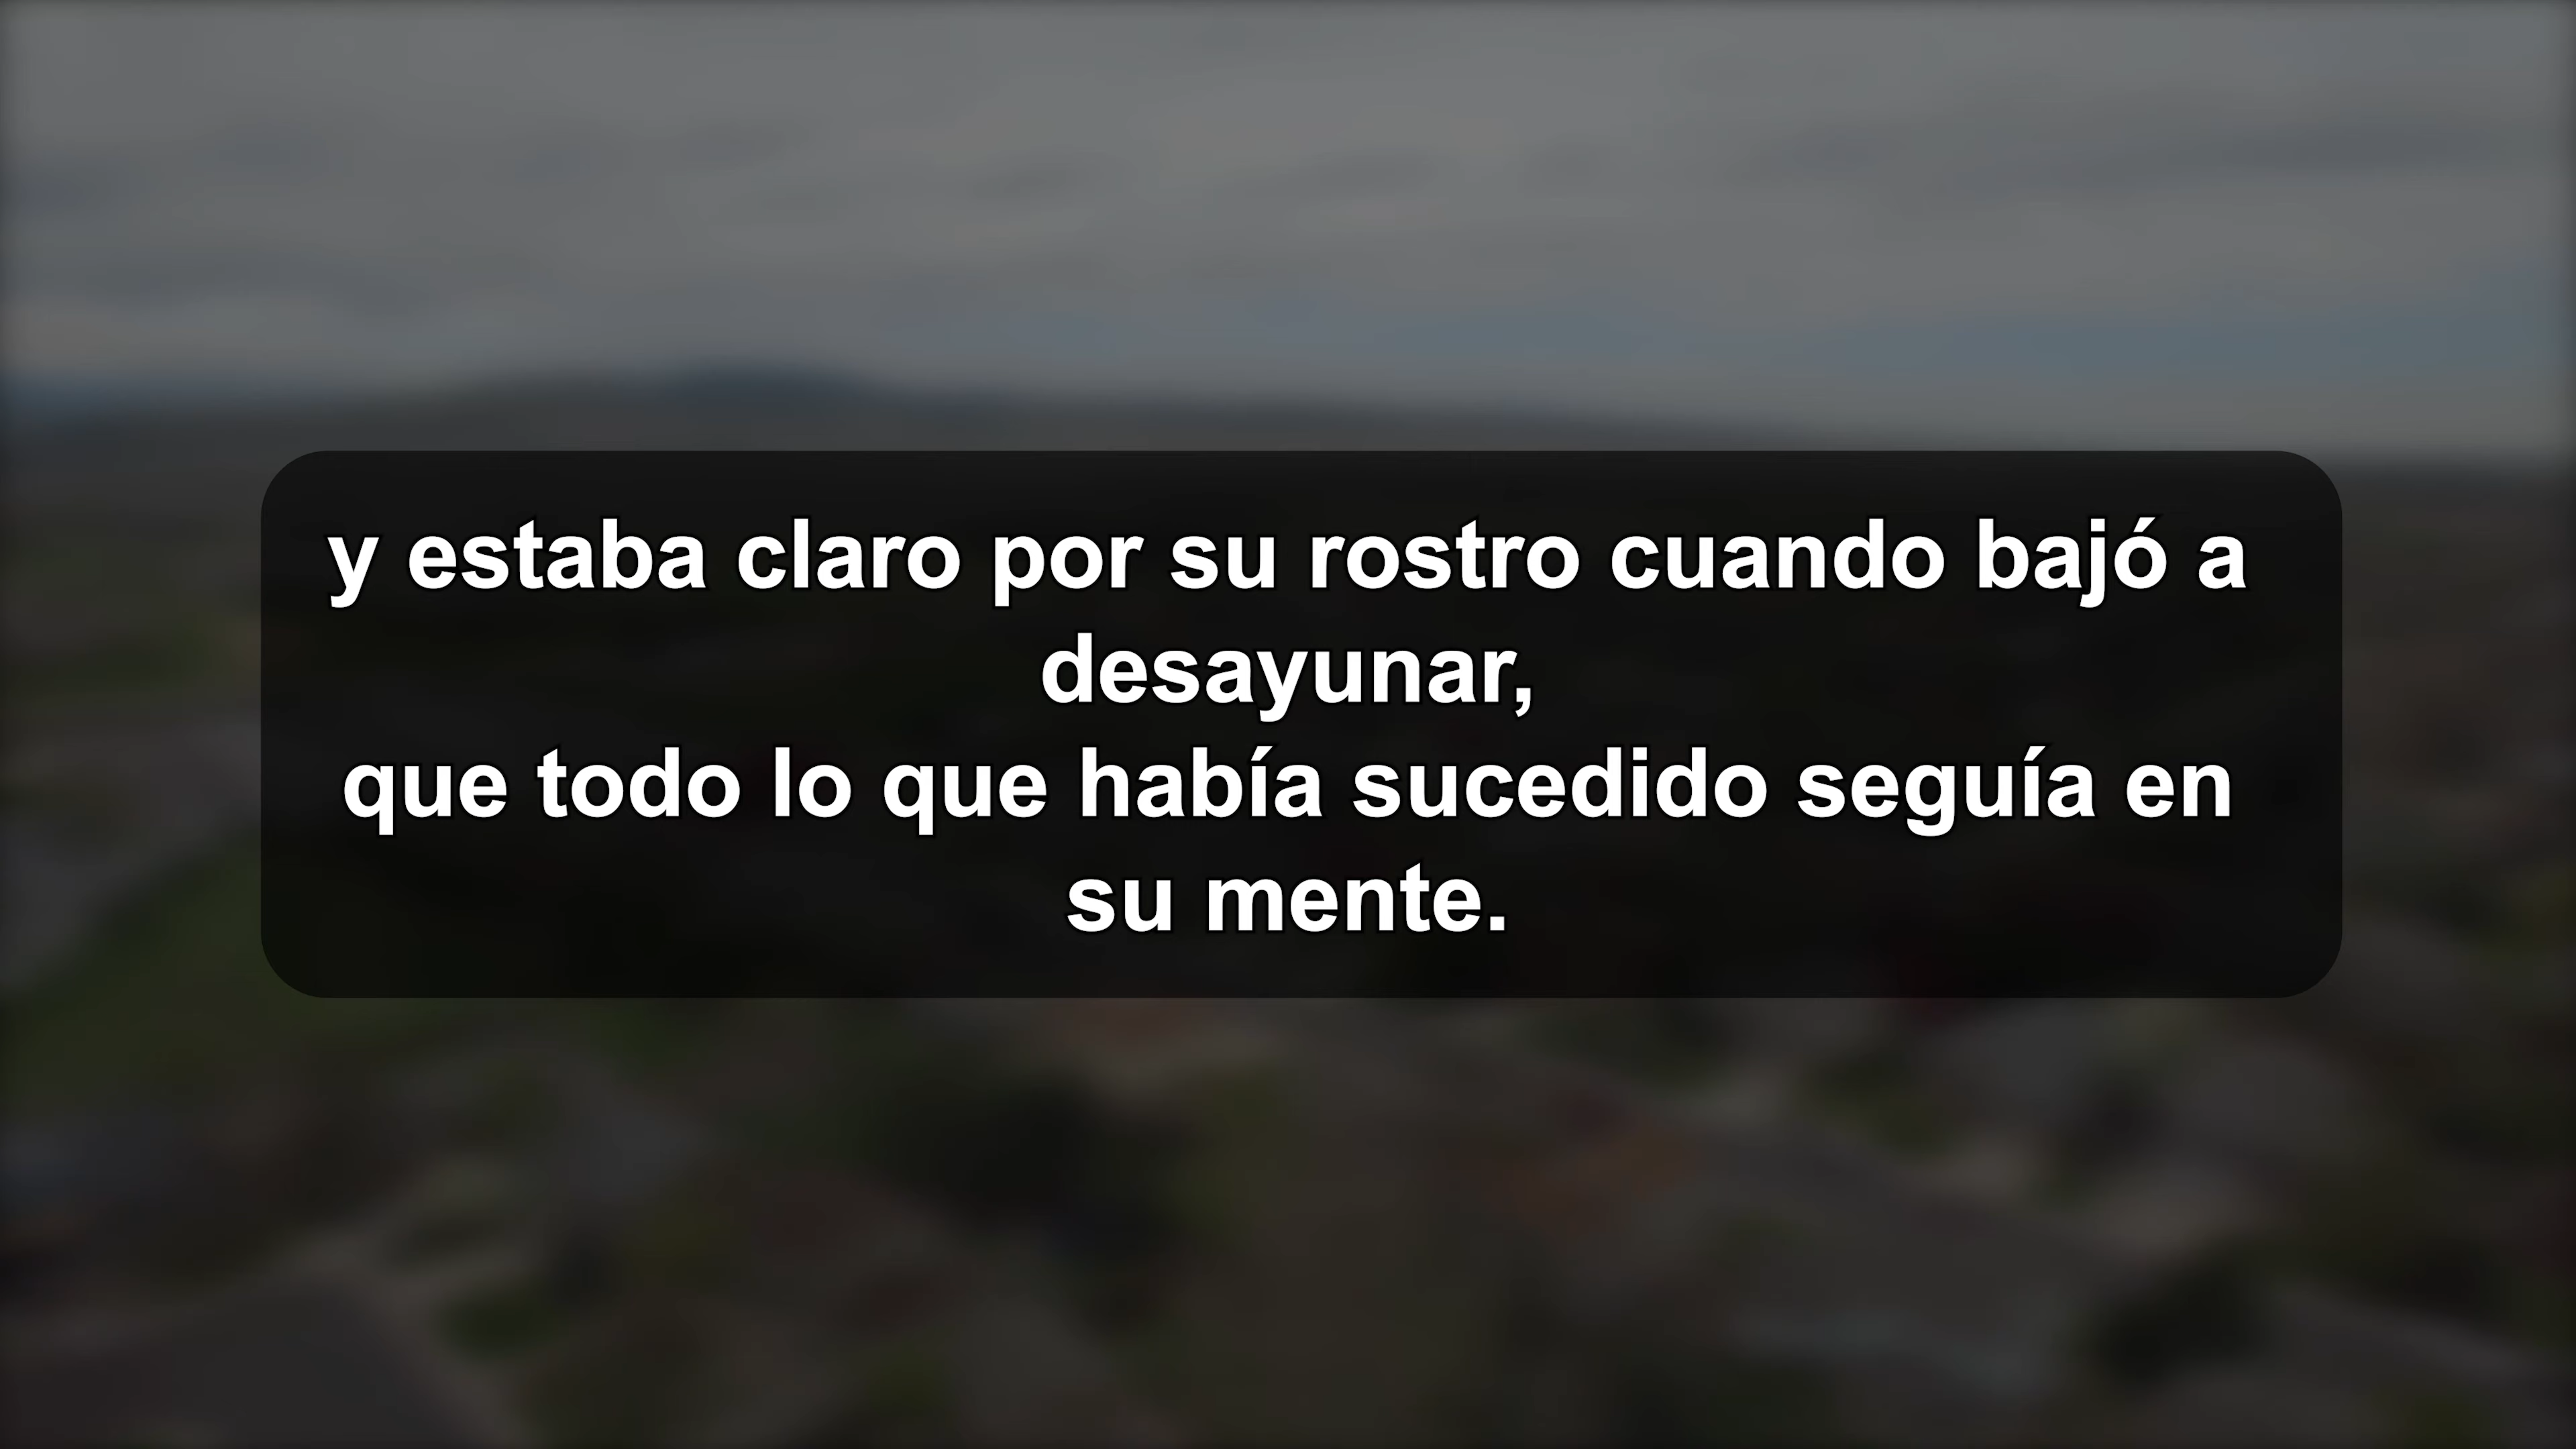 y estaba claro por su rostro cuando bajó a
desayunar,
que todo lo que había sucedido seguía en
su mente.